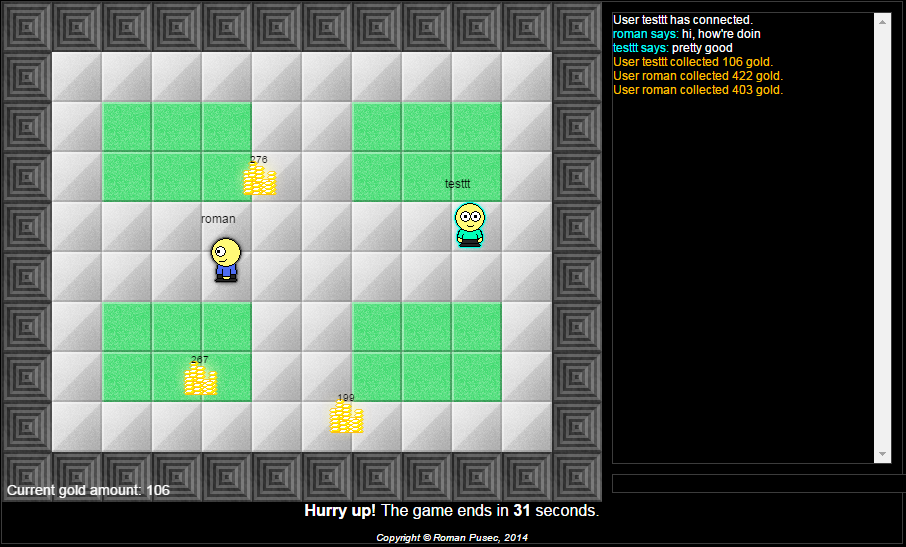 276
testtt
roman
267
199
Current gold amount: 106
Hurry up! The game ends in 31 seconds.
Copyright © Roman Pusec, 2014
User testtt has connected.
roman says: hi, how're doin
testtt says: pretty good
User testtt collected 106 gold.
User roman collected 422 gold.
User roman collected 403 gold.